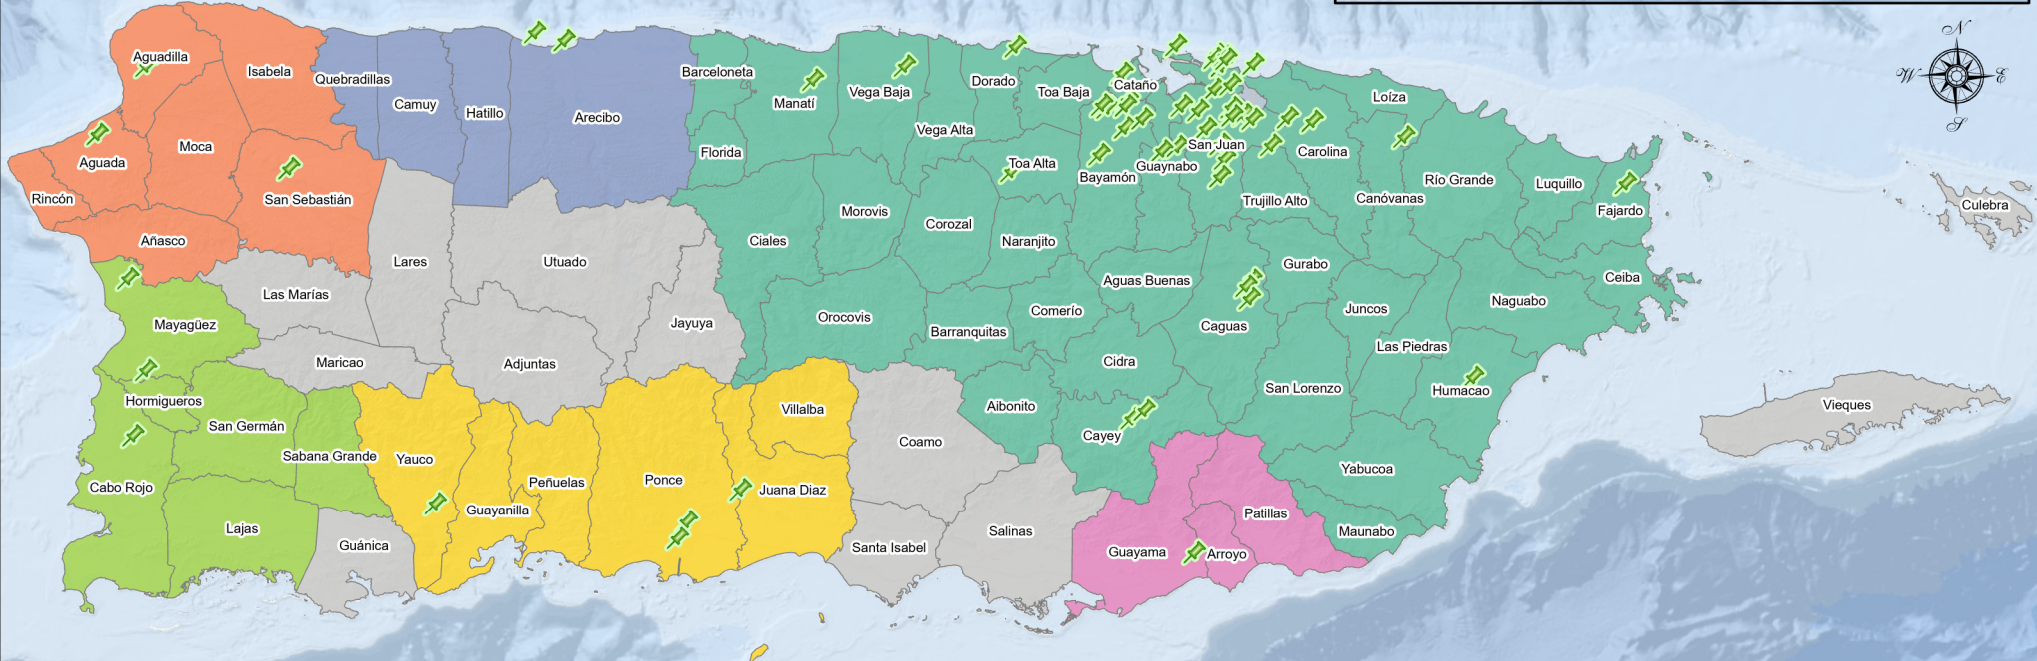 N
W E
S
Aguadilla
Isabela
Quebradillas
Camuy
Hatillo
Arecibo
Barceloneta
Manatí
Vega Baja
Dorado
Toa Baja
Cataño
Loíza
Aguada
Moca
Rincón
San Sebastián
Añasco
Florida
Vega Alta
Toa Alta
Bayamón
Guaynabo
San Juan
Carolina
Trujillo Alto
Canóvanas
Río Grande
Luquillo
Fajardo
Culebra
Lares
Utuado
Ciales
Morovis
Corozal
Naranjito
Aguas Buenas
Gurabo
Ceiba
Las Marías
Mayagüez
Jayuya
Orocovis
Barranquitas
Comerío
Caguas
Juncos
Naguabo
Maricao
Adjuntas
Cidra
Las Piedras
Hormigueros
San Germán
Sabana Grande
Yauco
Peñuelas
Ponce
Villalba
Coamo
Aibonito
Cayey
San Lorenzo
Humacao
Vieques
Cabo Rojo
Lajas
Guánica
Guayanilla
Juana Diaz
Santa Isabel
Salinas
Guayama
Arroyo
Patillas
Yabucoa
Maunabo